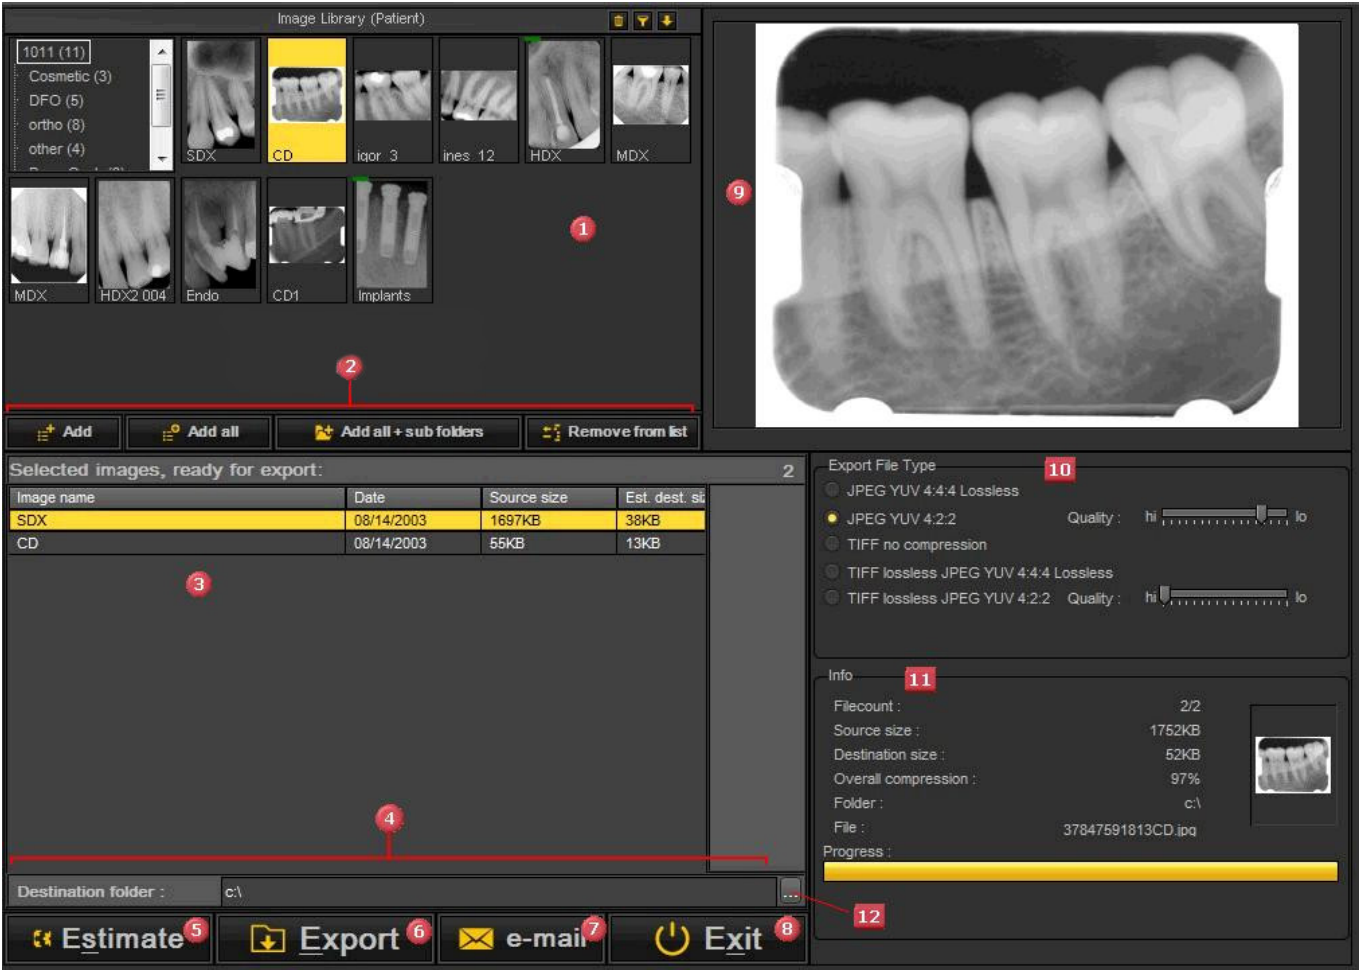 Image Library (Patient)
1011 (11)
Cosmetic (3)
DFO (5)
ortho (8)
other (4)
SDX
CD
igor 3
ines 12
HDX
MDX
1
9
MDX
HDX2 004
Endo
CD1
Implants
2
Add
Add all
Add all + sub folders
Remove from list
Selected images, ready for export: 2
Image name Date Source size Est. dest. siz
SDX 08/14/2003 1697KB 38KB
CD 08/14/2003 55KB 13KB
3
4
Destination folder : c:\ ...
Estimate 5
Export 6
e-mail 7
Exit 8
Export File Type 10
JPEG YUV 4:4:4 Lossless
JPEG YUV 4:2:2 Quality : hi lo
TIFF no compression
TIFF lossless JPEG YUV 4:4:4 Lossless
TIFF lossless JPEG YUV 4:2:2 Quality : hi lo
Info 11
Filecount : 2/2
Source size : 1752KB
Destination size : 52KB
Overall compression : 97%
Folder : c:\
File : 37847591813CD.jpg
Progress :
12